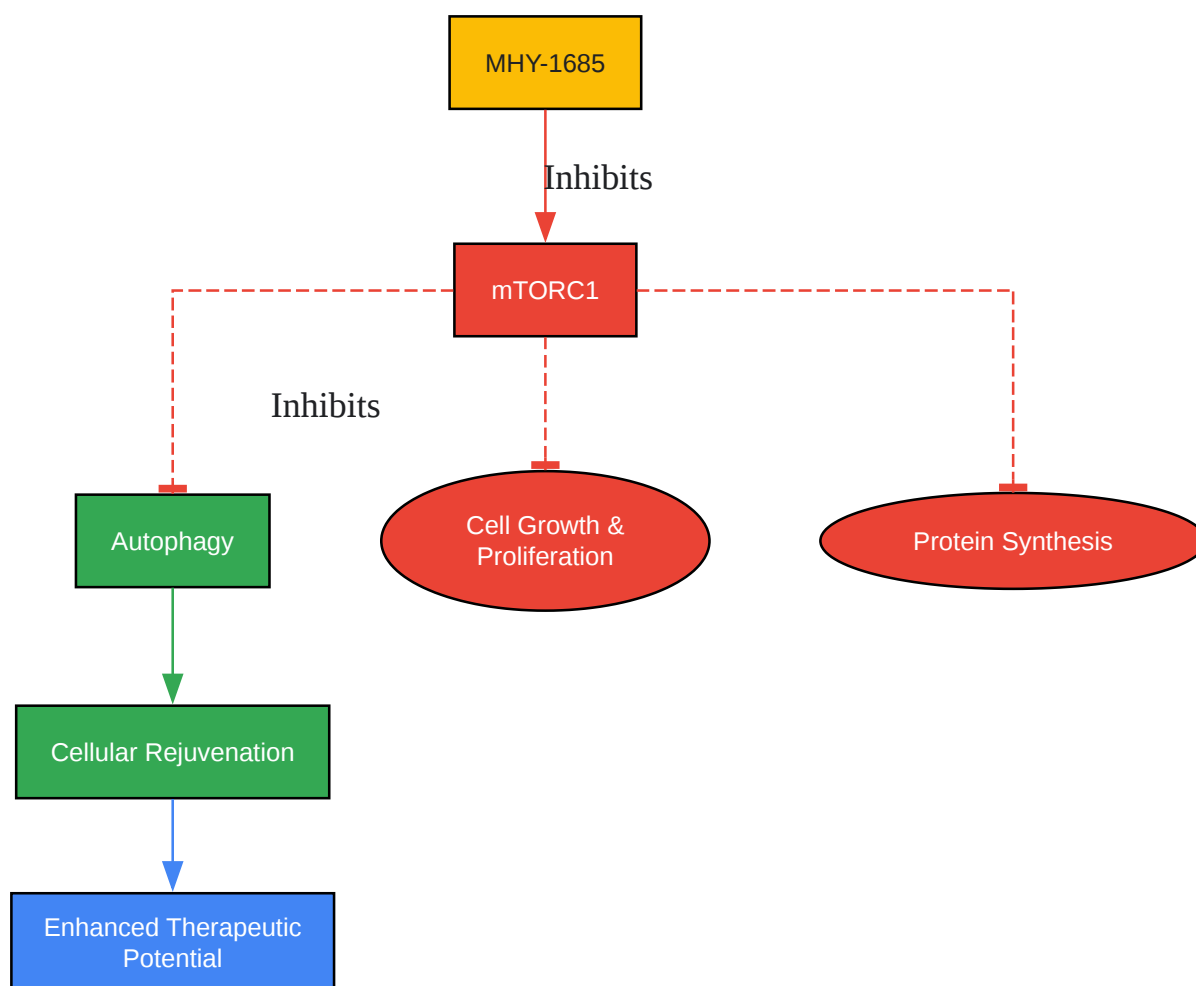 MHY-1685
Inhibits
mTORC1
Inhibits
Autophagy
Cell Growth &
Proliferation
Protein Synthesis
Cellular Rejuvenation
Enhanced Therapeutic
Potential